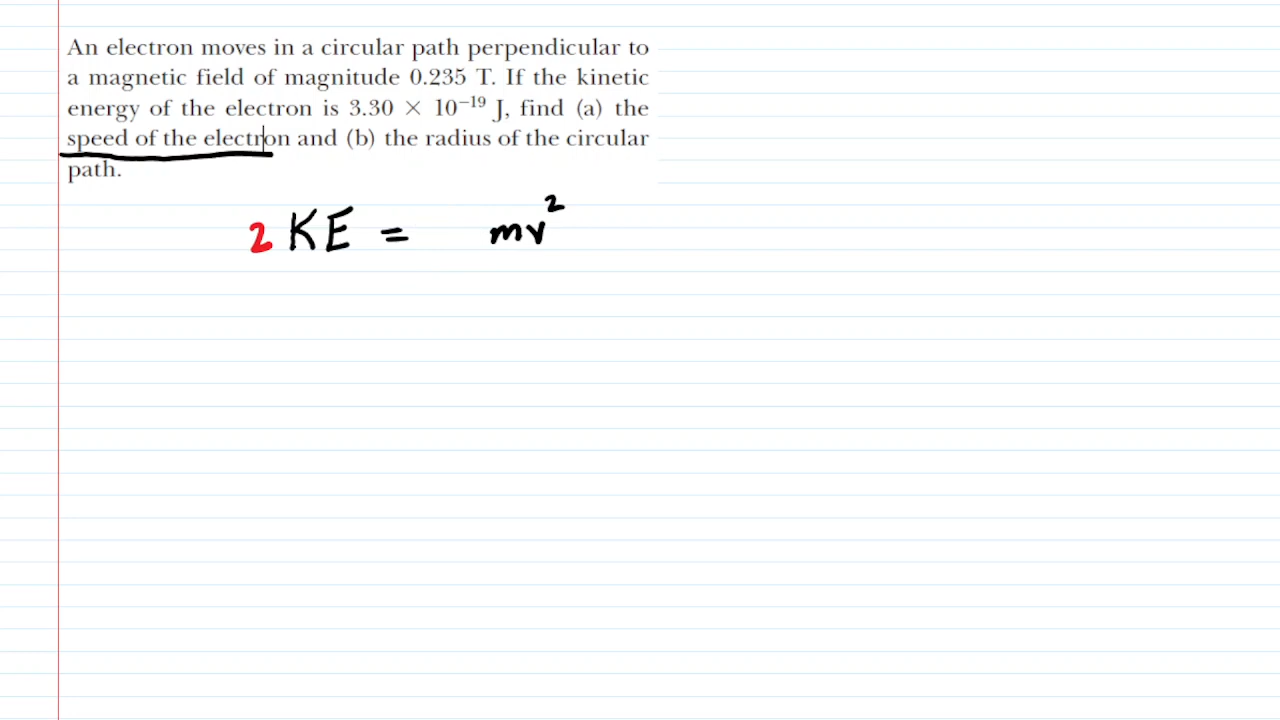 An electron moves in a circular path perpendicular to
a magnetic field of magnitude 0.235 T. If the kinetic
energy of the electron is 3.30 × 10⁻¹⁹ J, find (a) the
speed of the electron and (b) the radius of the circular
path.
2 KE = mv²